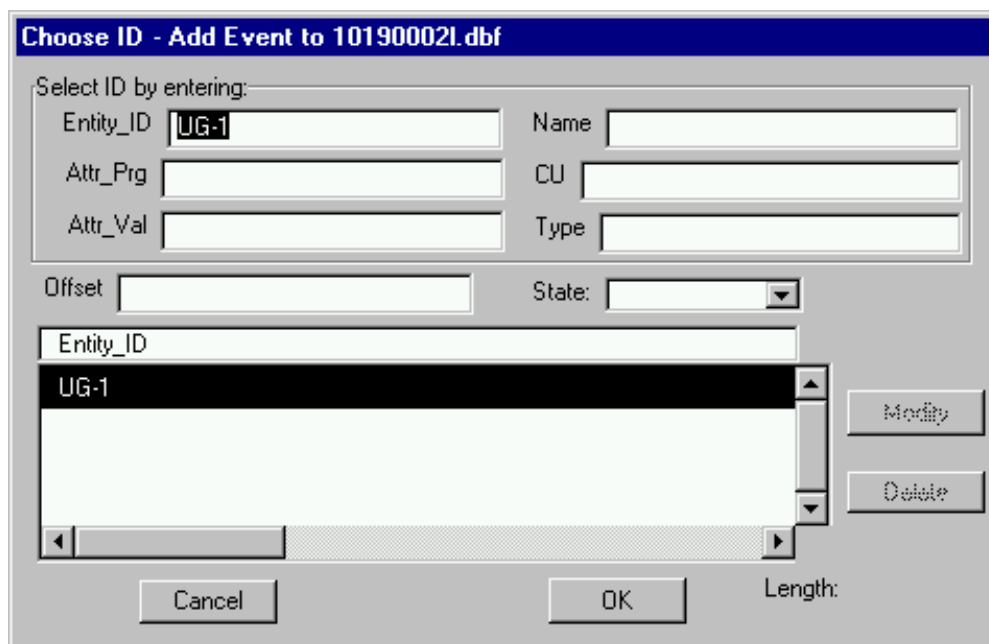 Choose ID - Add Event to 10190002l.dbf
Select ID by entering:
Entity_ID UG-1 Name
Attr_Prg CU
Attr_Val Type
Offset State:
Entity_ID
UG-1
Modify
Delete
Cancel OK Length: